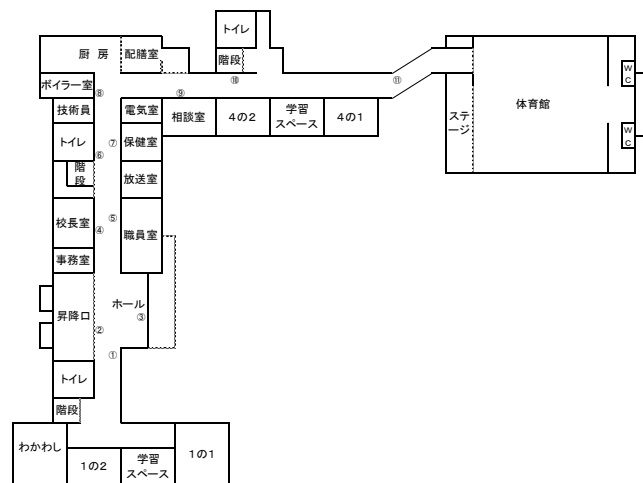 トイレ
厨 房
配膳室
階段
ボイラー室
⑧
⑨
⑩
⑪
W
C
体育館
技術員
電気室
相談室
4の2
学習
スペース
4の1
ステージ
W
C
トイレ
⑦
保健室
⑥
階
段
放送室
校長室
⑤
④
職員室
事務室
昇降口
ホール
③
②
①
トイレ
階段
わかわし
1の2
学習
スペース
1の1